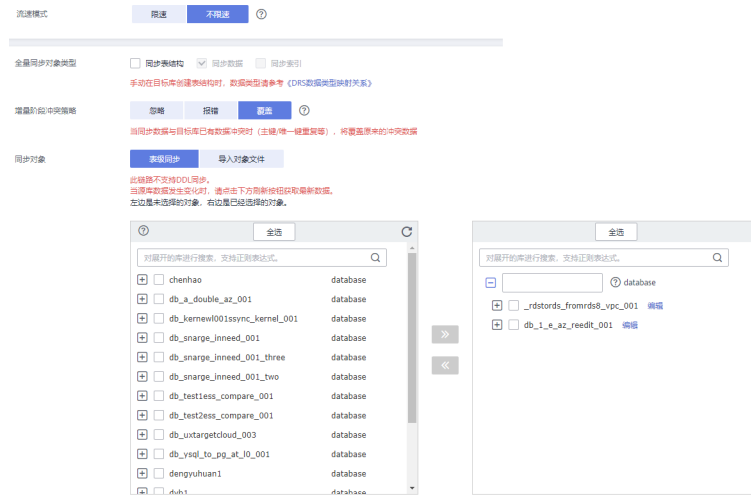 流速模式 限速 不限速
全量同步对象类型 同步表结构 同步数据 同步索引
手动在目标库创建表结构时，数据类型请参考《DRS数据类型映射关系》
增量阶段冲突策略 忽略 报错 覆盖
当同步数据与目标库已有数据冲突时（主键/唯一键重复等），将覆盖原来的冲突数据
同步对象 表级同步 导入对象文件
此链路不支持DDL同步。
当源库数据发生变化时，请点击下方刷新按钮获取最新数据。
左边是未选择的对象，右边是已经选择的对象。
全选
对展开的库进行搜索，支持正则表达式。
chenhao database
db_a_double_az_001 database
db_kernewl001ssync_kernel_001 database
db_snarge_inneed_001 database
db_snarge_inneed_001_three database
db_snarge_inneed_001_two database
db_test1ess_compare_001 database
db_test2ess_compare_001 database
db_uxtargetcloud_003 database
db_ysql_to_pg_at_l0_001 database
dengyuhuan1 database
dyh1 database
全选
对展开的库进行搜索，支持正则表达式。
database
_rdstords_fromrds8_vpc_001 编辑
db_1_e_az_reedit_001 编辑